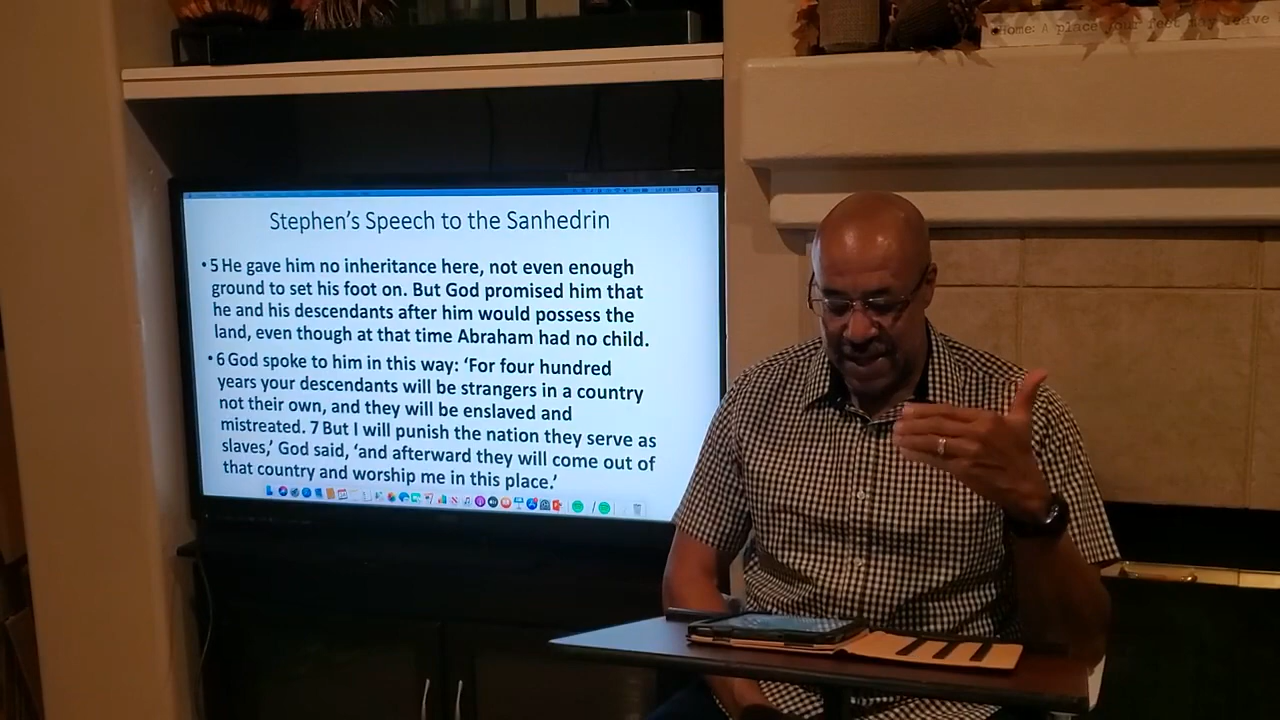 Home: A place your feet may leave
Stephen's Speech to the Sanhedrin
• 5 He gave him no inheritance here, not even enough
ground to set his foot on. But God promised him that
he and his descendants after him would possess the
land, even though at that time Abraham had no child.
• 6 God spoke to him in this way: ‘For four hundred
years your descendants will be strangers in a country
not their own, and they will be enslaved and
mistreated. 7 But I will punish the nation they serve as
slaves,’ God said, ‘and afterward they will come out of
that country and worship me in this place.’